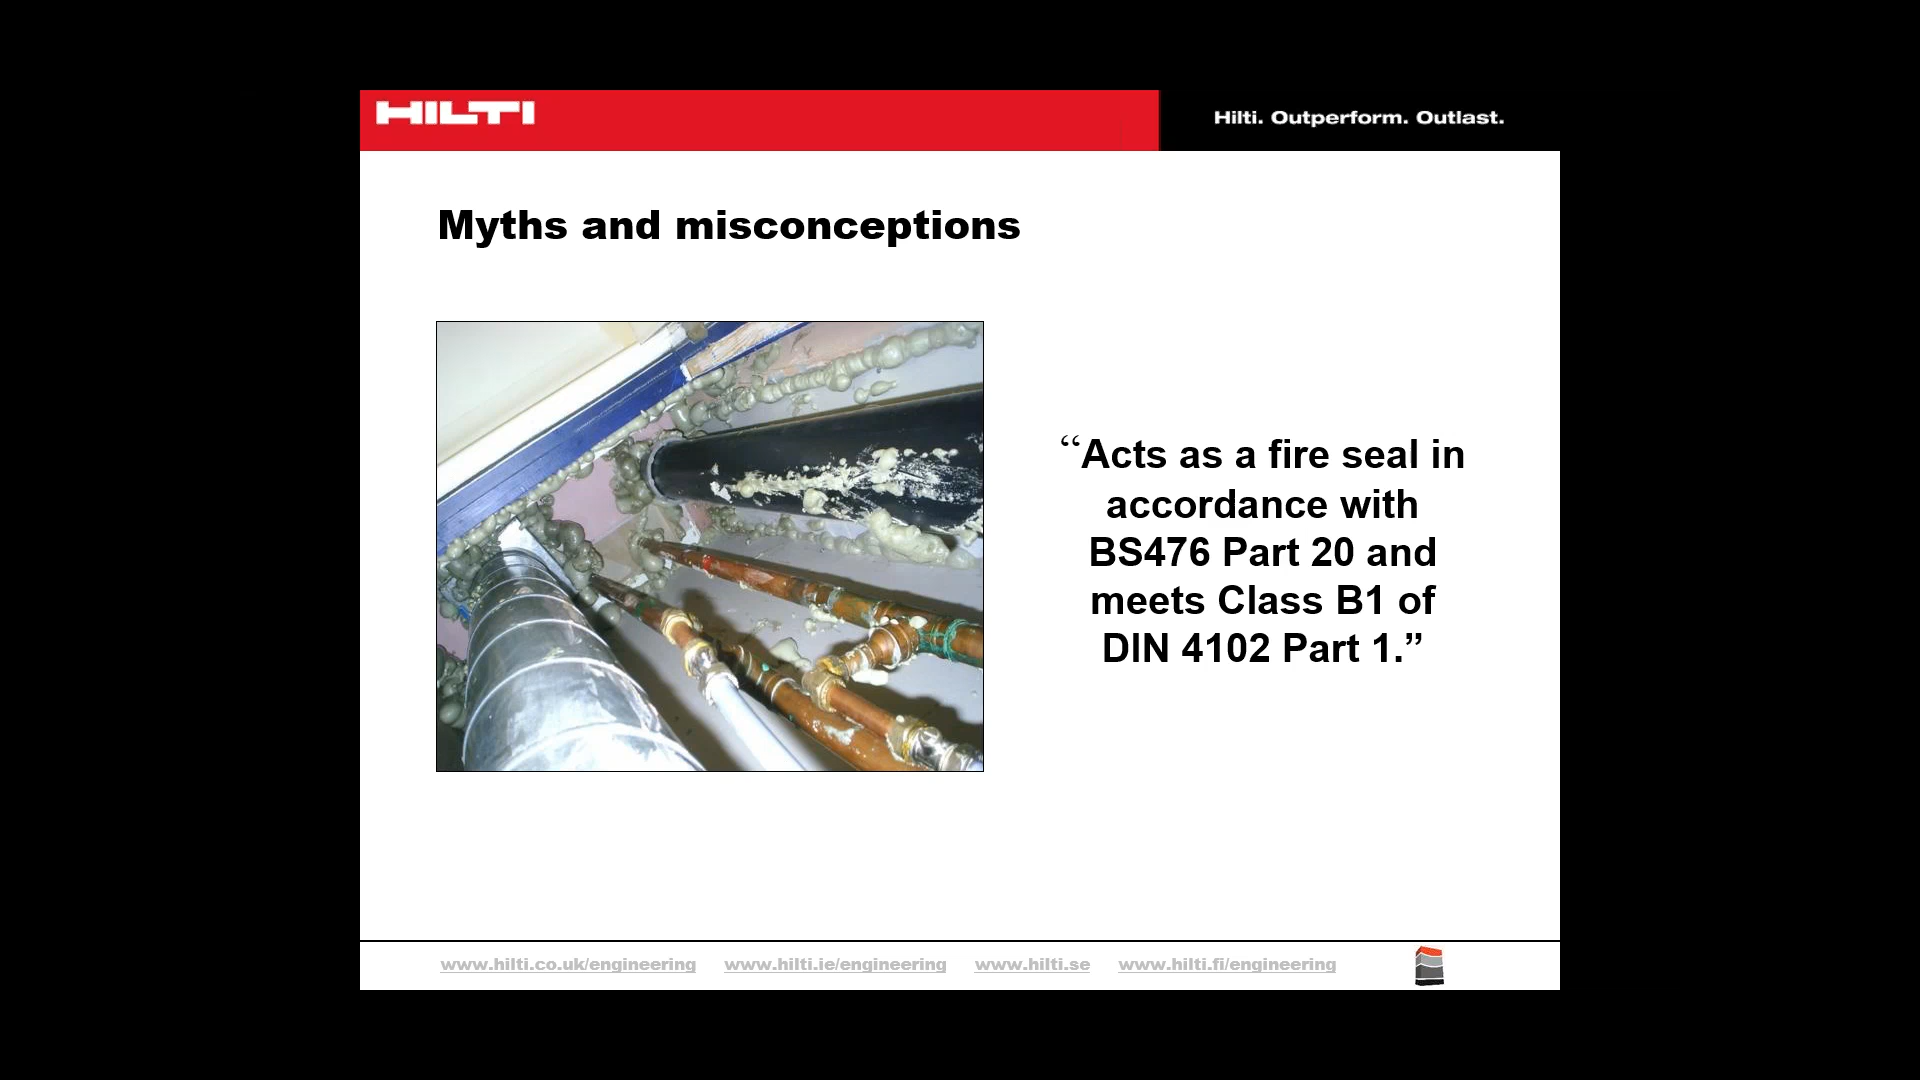 HILTI
Hilti. Outperform. Outlast.
Myths and misconceptions
“Acts as a fire seal in
accordance with
BS476 Part 20 and
meets Class B1 of
DIN 4102 Part 1.”
www.hilti.co.uk/engineering www.hilti.ie/engineering www.hilti.se www.hilti.fi/engineering